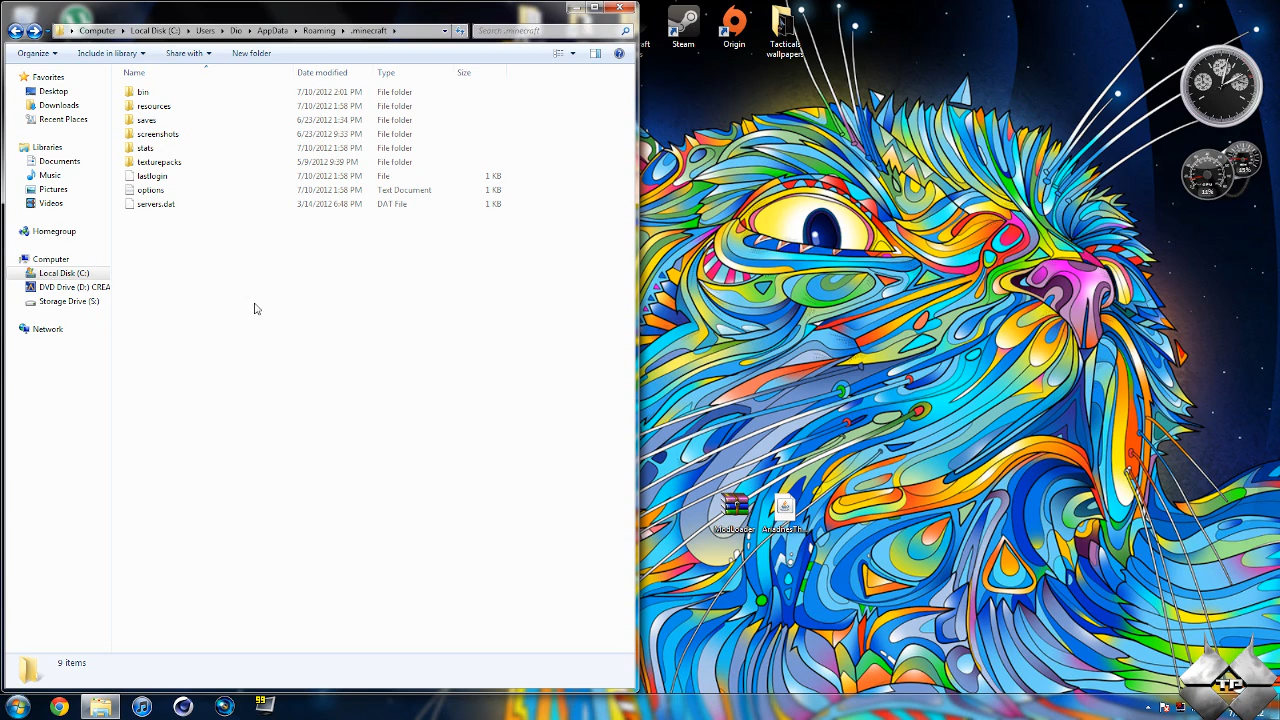 Computer ▸ Local Disk (C:) ▸ Users ▸ Dio ▸ AppData ▸ Roaming ▸ .minecraft ▸
Search .minecraft
Organize Include in library Share with New folder
Name Date modified Type Size
Favorites
Desktop
Downloads
Recent Places
Libraries
Documents
Music
Pictures
Videos
Homegroup
Computer
Local Disk (C:)
DVD Drive (D:) CREA
Storage Drive (S:)
Network
bin 7/10/2012 2:01 PM File folder
resources 7/10/2012 1:58 PM File folder
saves 6/23/2012 1:34 PM File folder
screenshots 6/23/2012 9:33 PM File folder
stats 7/10/2012 1:58 PM File folder
texturepacks 5/9/2012 9:39 PM File folder
lastlogin 7/10/2012 1:58 PM File 1 KB
options 7/10/2012 1:58 PM Text Document 1 KB
servers.dat 3/14/2012 6:48 PM DAT File 1 KB
9 items
aft
Steam
Origin
Tacticals
wallpapers
CPU
11%
15%
ModLoader
AriadnesTh...
99
TP